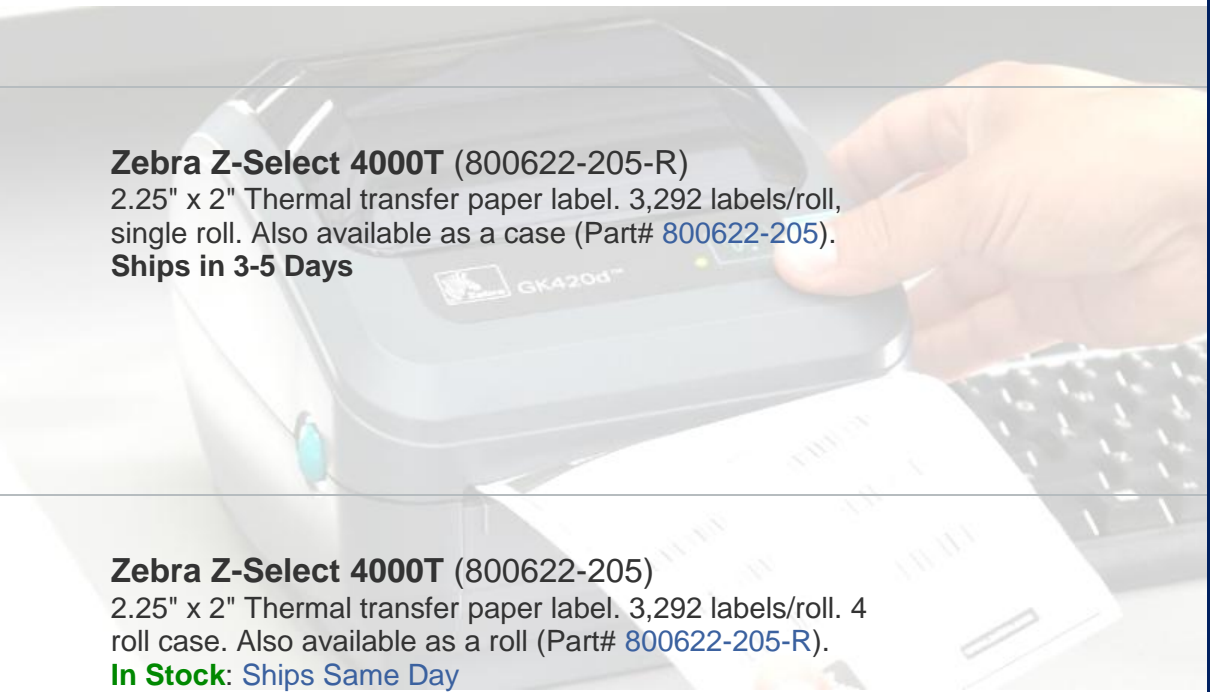 Zebra Z-Select 4000T (800622-205-R)
2.25" x 2" Thermal transfer paper label. 3,292 labels/roll,
single roll. Also available as a case (Part# 800622-205).
Ships in 3-5 Days
Zebra GK420d™
Zebra Z-Select 4000T (800622-205)
2.25" x 2" Thermal transfer paper label. 3,292 labels/roll. 4
roll case. Also available as a roll (Part# 800622-205-R).
In Stock: Ships Same Day